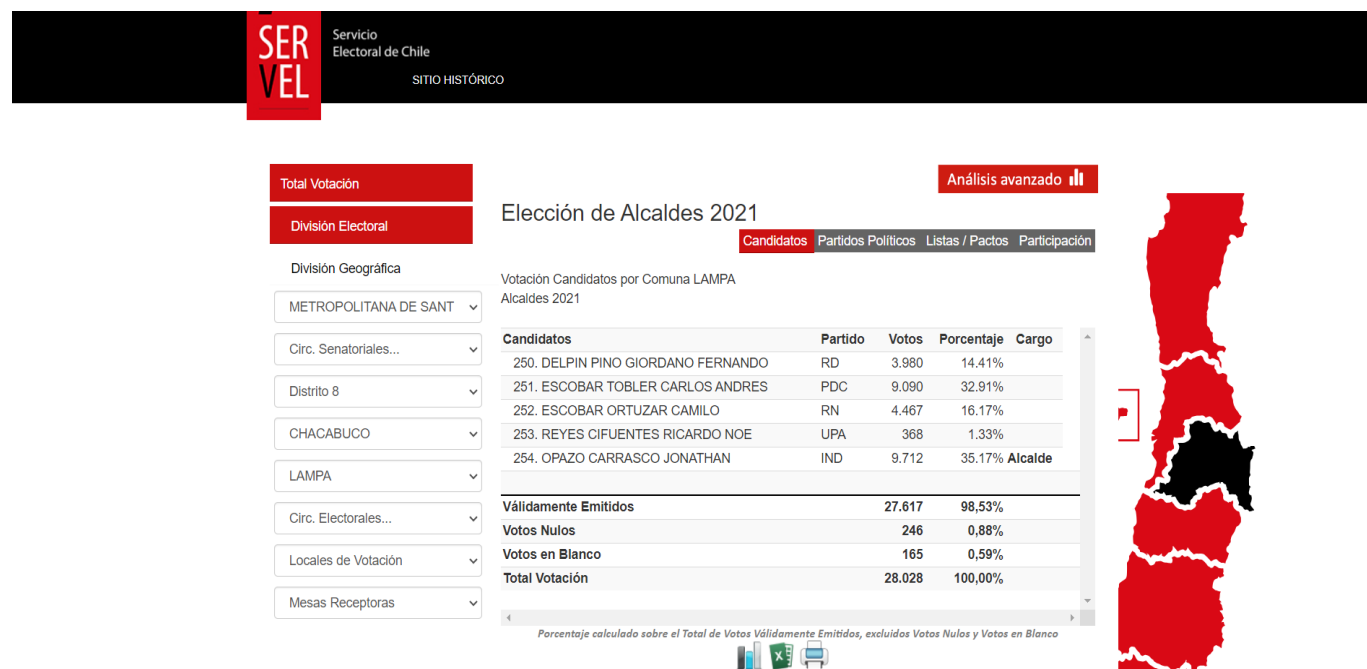 SER
VEL
Servicio
Electoral de Chile
SITIO HISTÓRICO
Total Votación
División Electoral
División Geográfica
METROPOLITANA DE SANT
Circ. Senatoriales...
Distrito 8
CHACABUCO
LAMPA
Circ. Electorales...
Locales de Votación
Mesas Receptoras
Análisis avanzado
Elección de Alcaldes 2021
Candidatos Partidos Políticos Listas / Pactos Participación
Votación Candidatos por Comuna LAMPA
Alcaldes 2021
Candidatos Partido Votos Porcentaje Cargo
250. DELPIN PINO GIORDANO FERNANDO RD 3.980 14.41%
251. ESCOBAR TOBLER CARLOS ANDRES PDC 9.090 32.91%
252. ESCOBAR ORTUZAR CAMILO RN 4.467 16.17%
253. REYES CIFUENTES RICARDO NOE UPA 368 1.33%
254. OPAZO CARRASCO JONATHAN IND 9.712 35.17% Alcalde
Válidamente Emitidos 27.617 98,53%
Votos Nulos 246 0,88%
Votos en Blanco 165 0,59%
Total Votación 28.028 100,00%
Porcentaje calculado sobre el Total de Votos Válidamente Emitidos, excluidos Votos Nulos y Votos en Blanco